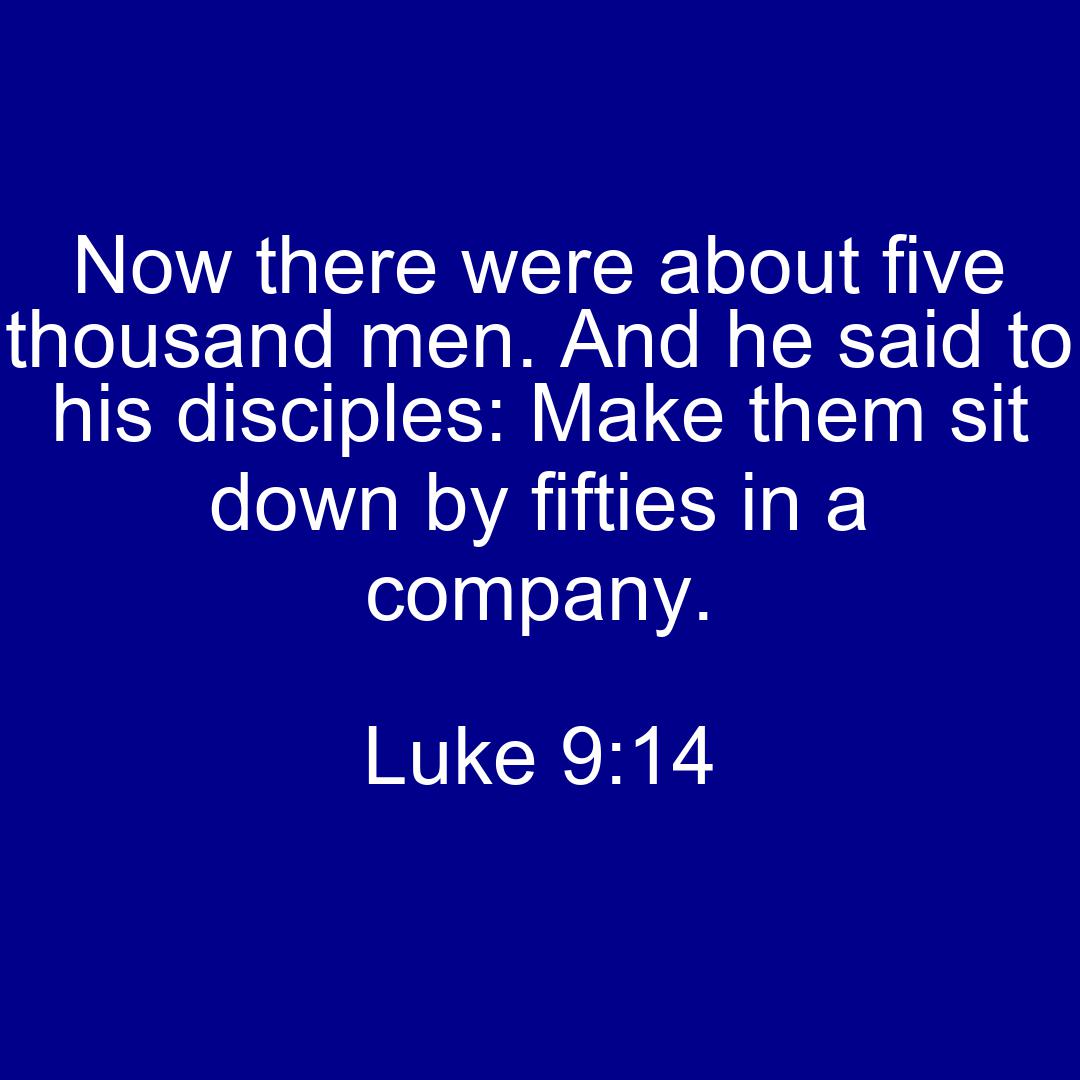 Now there were about five
thousand men. And he said to
his disciples: Make them sit
down by fifties in a
company.
Luke 9:14